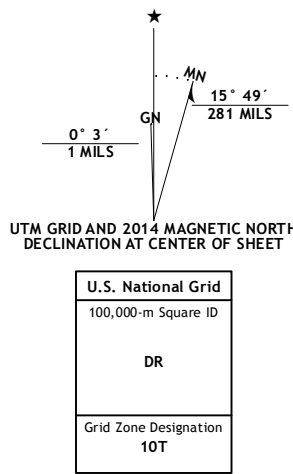 ★
MN
15° 49´
281 MILS
GN
0° 3´
1 MILS
UTM GRID AND 2014 MAGNETIC NORTH
DECLINATION AT CENTER OF SHEET
U.S. National Grid
100,000-m Square ID
DR
Grid Zone Designation
10T